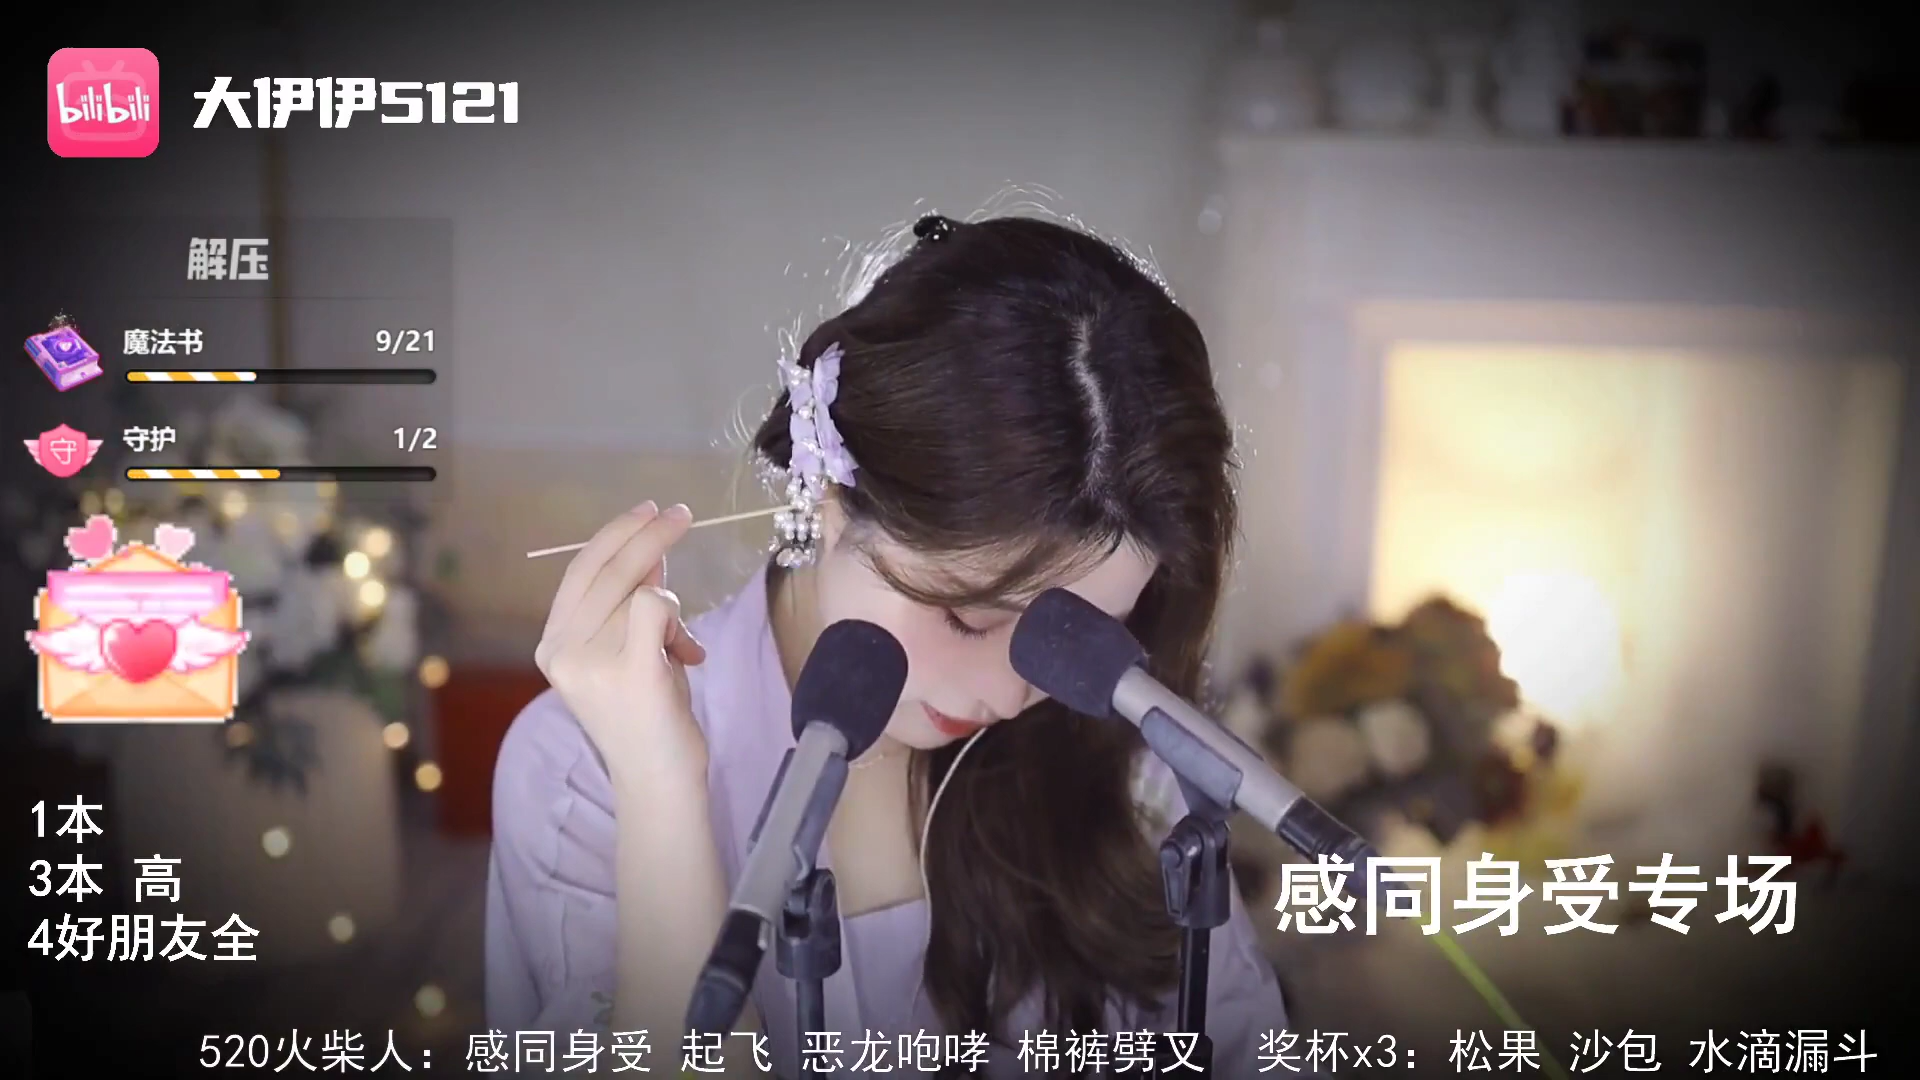 bilibili 大伊伊5121
解压
魔法书 9/21
守 守护 1/2
1本
3本 高
4好朋友全
感同身受专场
520火柴人：感同身受 起飞 恶龙咆哮 棉裤劈叉 奖杯x3：松果 沙包 水滴漏斗